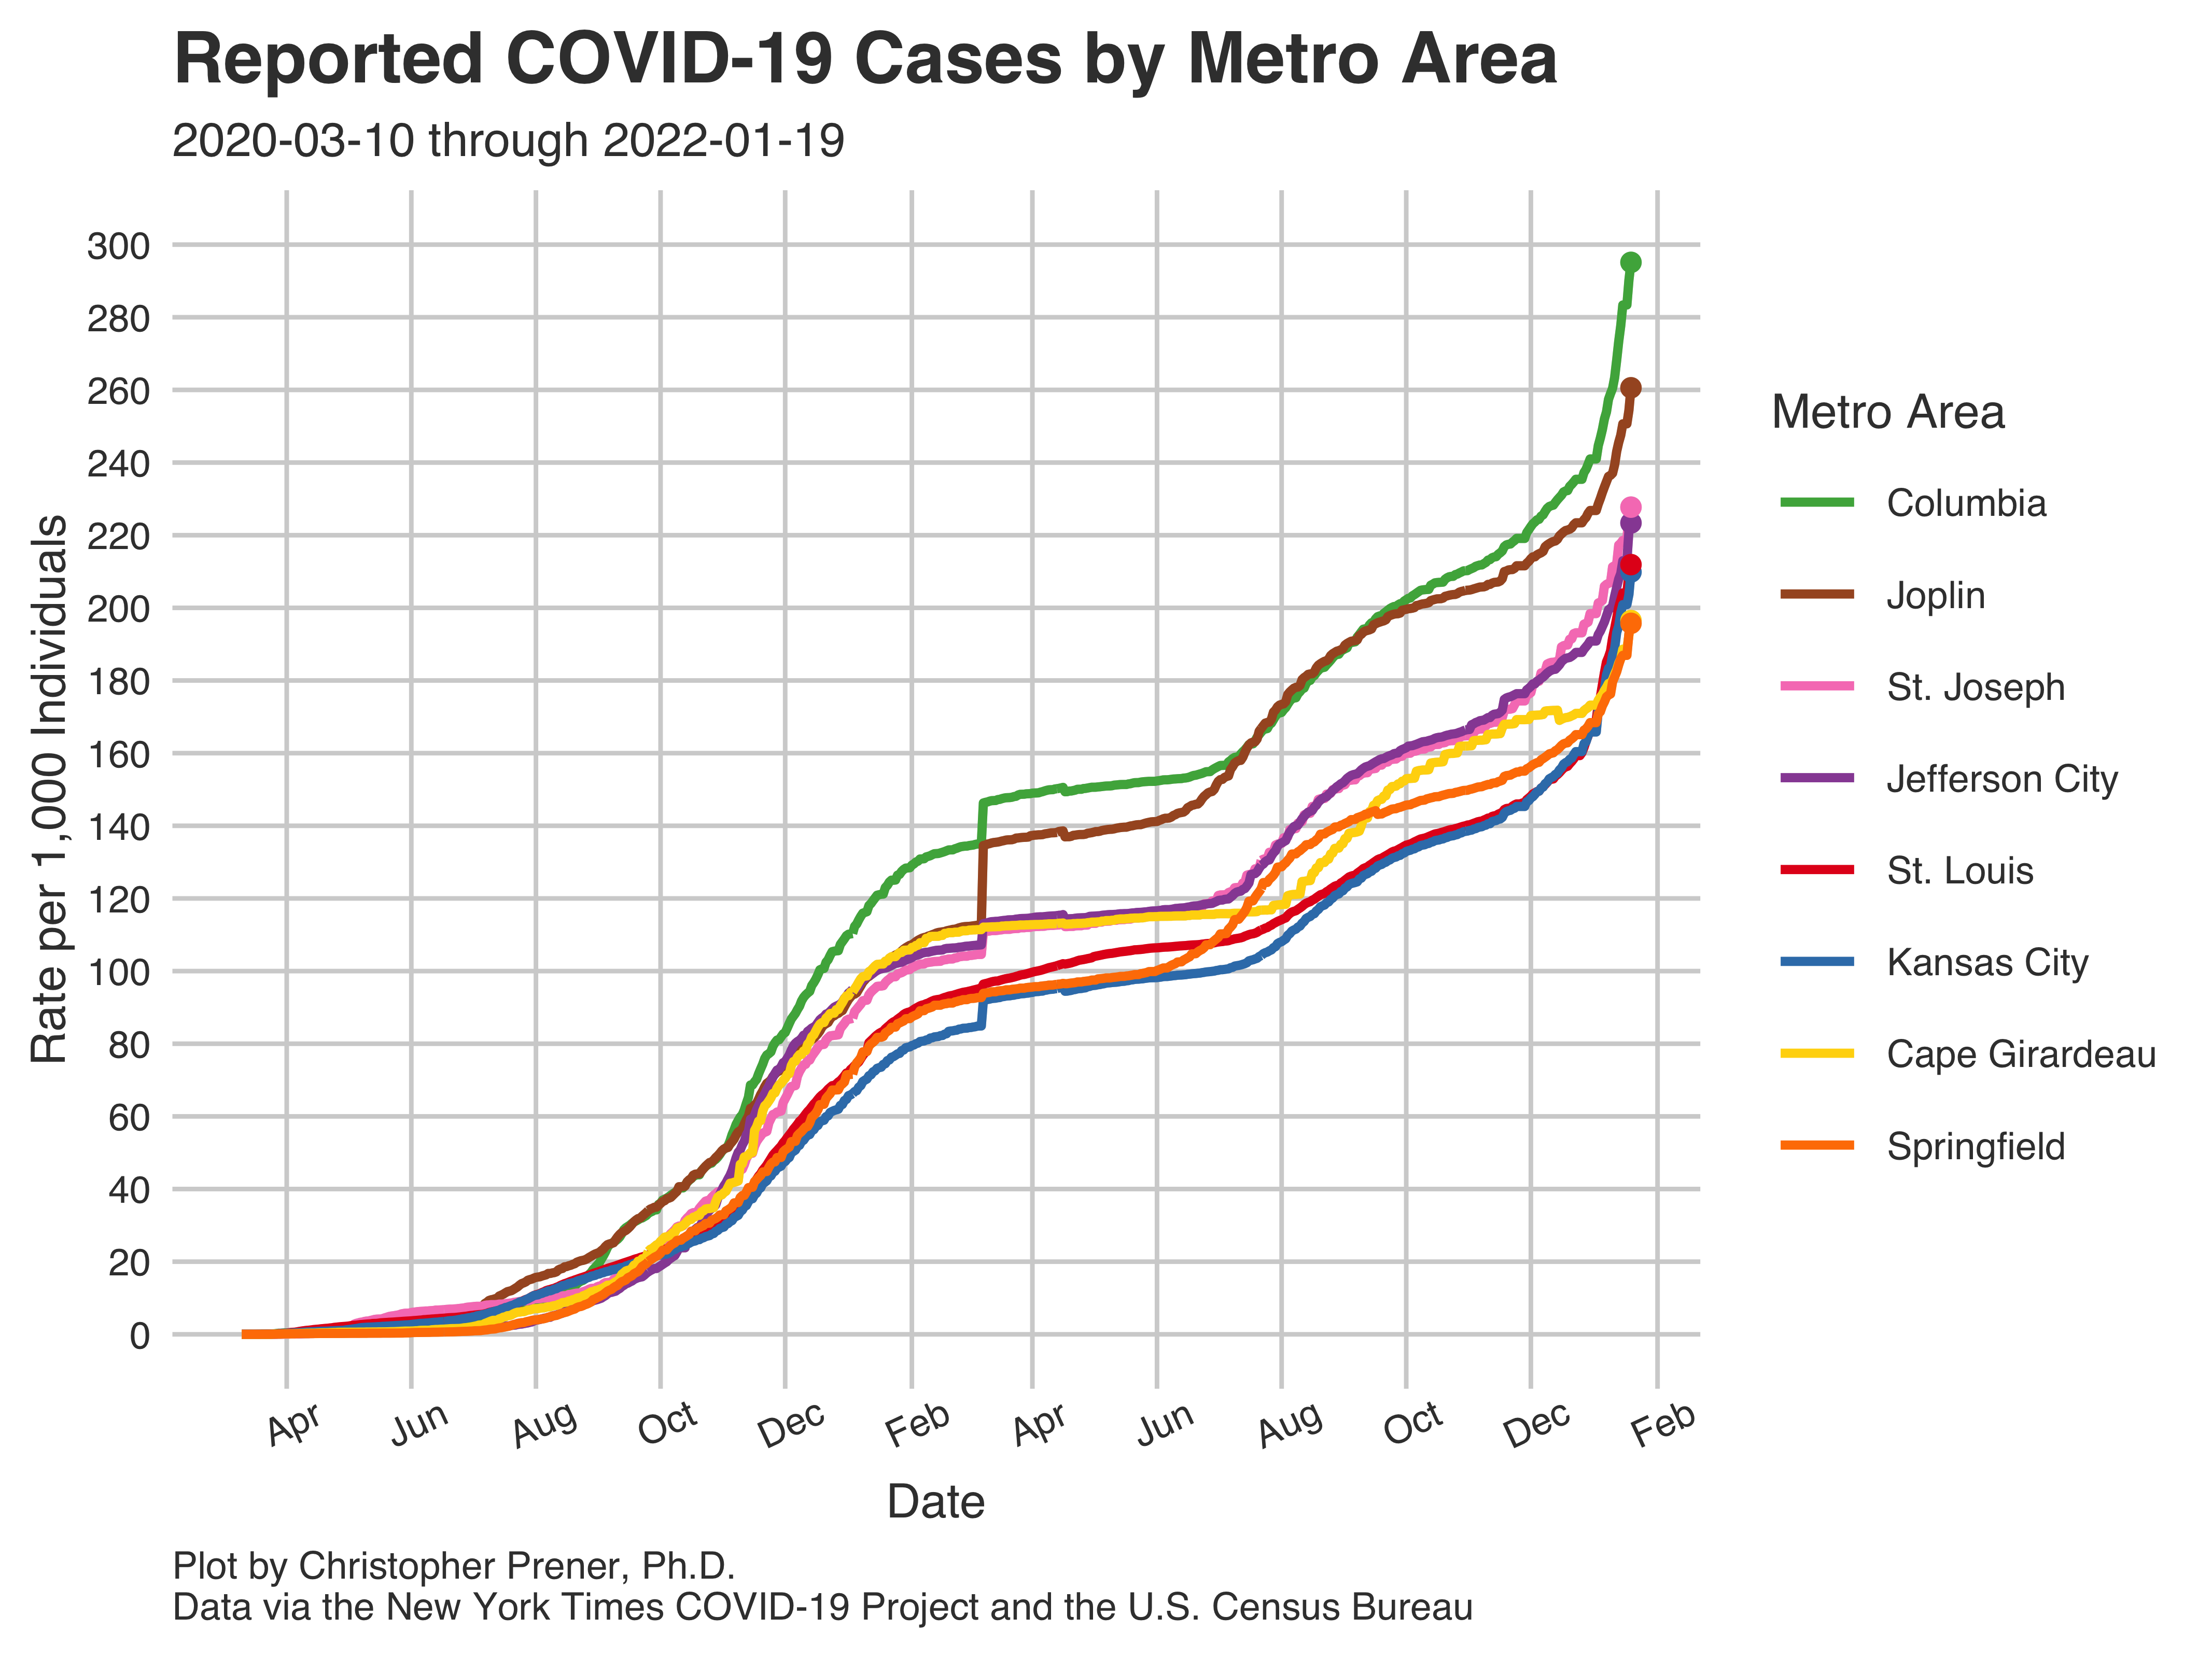 Reported COVID-19 Cases by Metro Area
2020-03-10 through 2022-01-19
Rate per 1,000 Individuals
300
280
260
240
220
200
180
160
140
120
100
80
60
40
20
0
Apr
Jun
Aug
Oct
Dec
Feb
Apr
Jun
Aug
Oct
Dec
Feb
Date
Metro Area
Columbia
Joplin
St. Joseph
Jefferson City
St. Louis
Kansas City
Cape Girardeau
Springfield
Plot by Christopher Prener, Ph.D.
Data via the New York Times COVID-19 Project and the U.S. Census Bureau